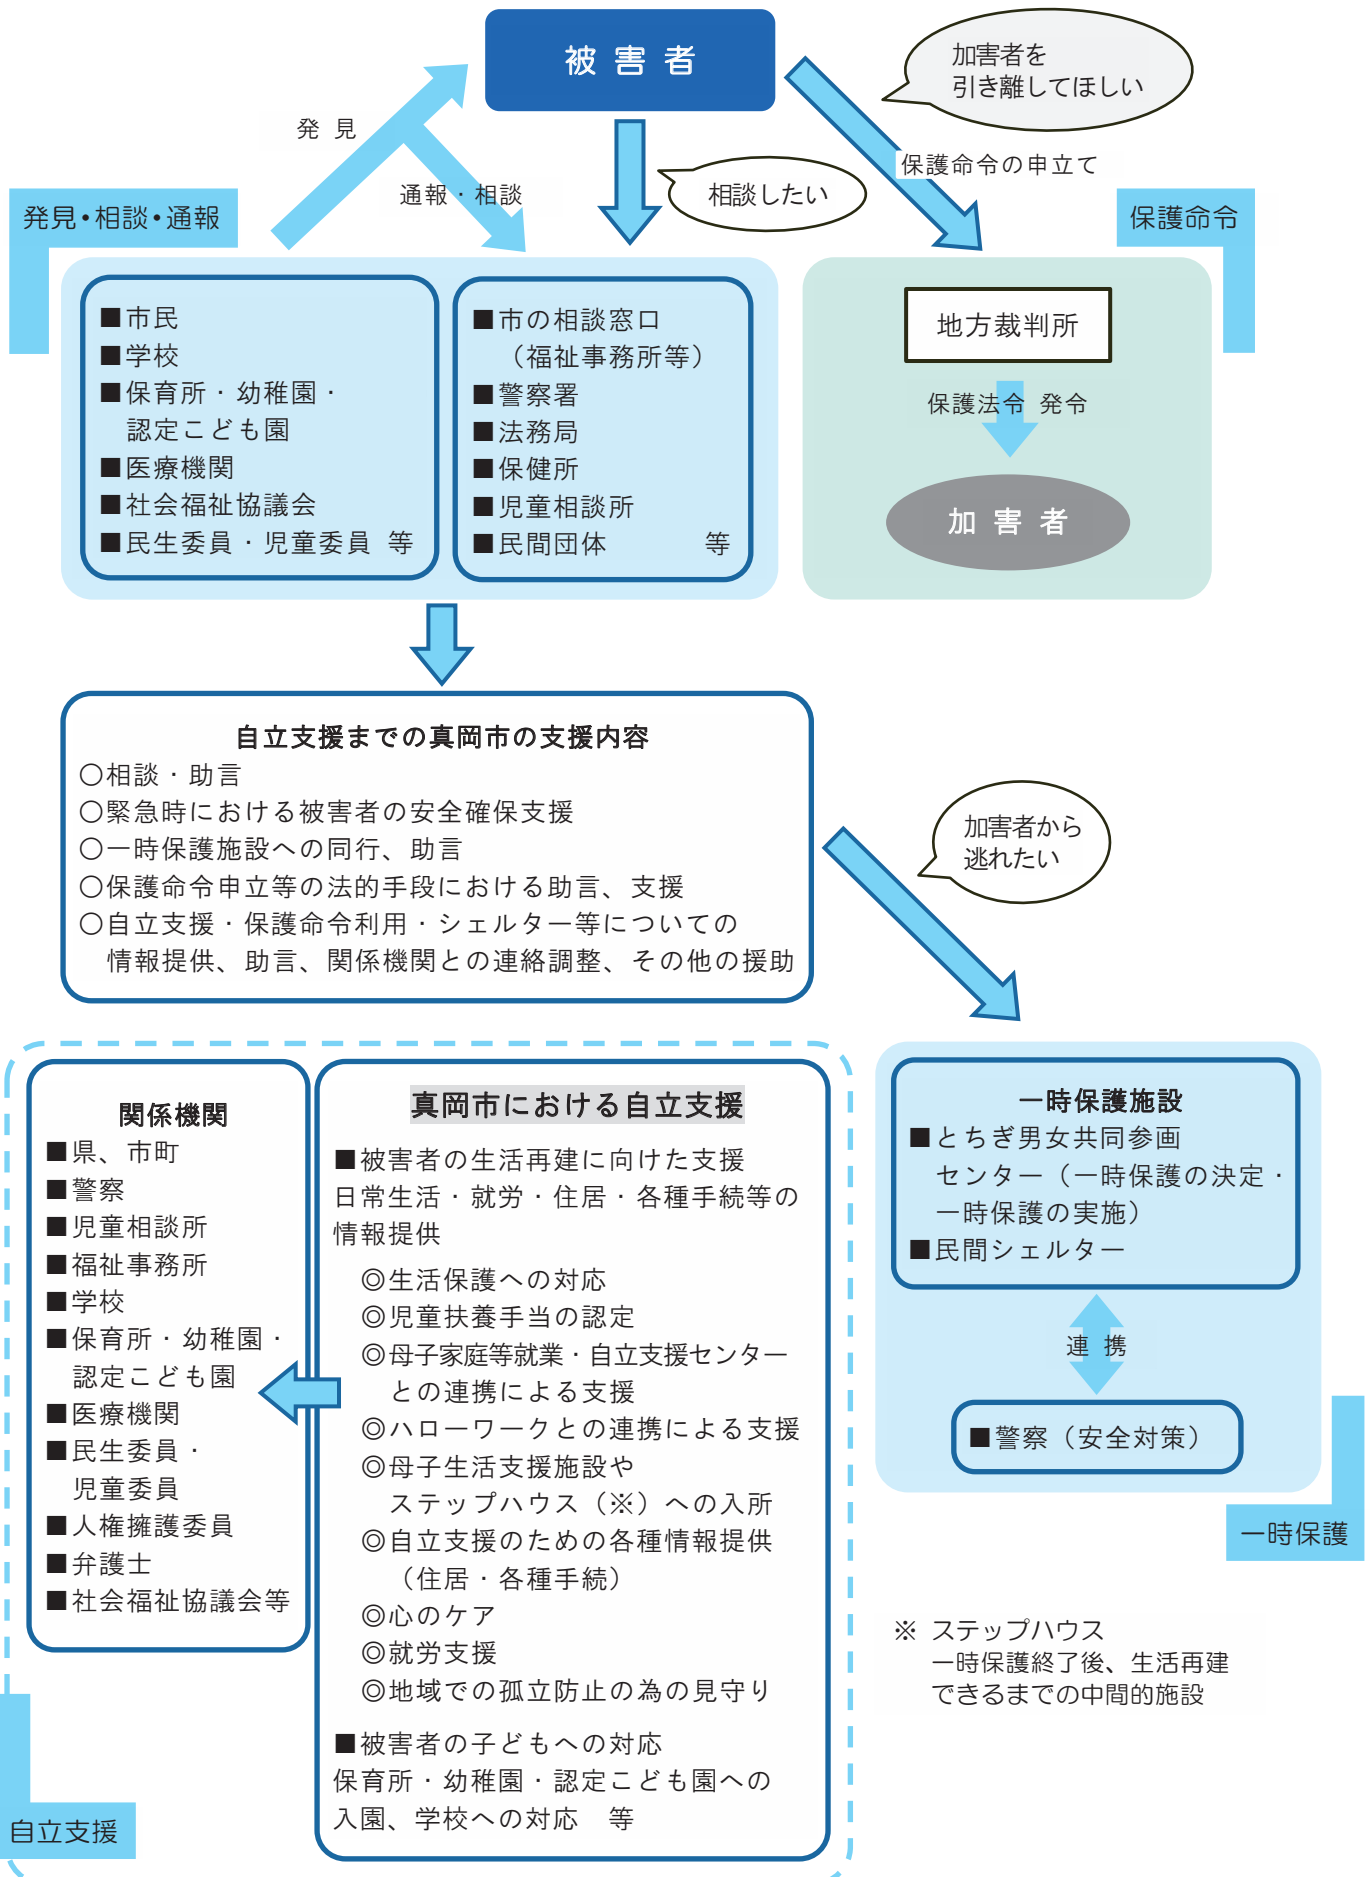 被害者
加害者を
引き離してほしい
発見
通報・相談
相談したい
保護命令の申立て
発見・相談・通報
保護命令
■市民
■学校
■保育所・幼稚園・
認定こども園
■医療機関
■社会福祉協議会
■民生委員・児童委員 等
■市の相談窓口
（福祉事務所等）
■警察署
■法務局
■保健所
■児童相談所
■民間団体 等
地方裁判所
保護法令 発令
加害者
自立支援までの真岡市の支援内容
○相談・助言
○緊急時における被害者の安全確保支援
○一時保護施設への同行、助言
○保護命令申立等の法的手段における助言、支援
○自立支援・保護命令利用・シェルター等についての
情報提供、助言、関係機関との連絡調整、その他の援助
加害者から
逃れたい
関係機関
■県、市町
■警察
■児童相談所
■福祉事務所
■学校
■保育所・幼稚園・
認定こども園
■医療機関
■民生委員・
児童委員
■人権擁護委員
■弁護士
■社会福祉協議会等
真岡市における自立支援
■被害者の生活再建に向けた支援
日常生活・就労・住居・各種手続等の
情報提供
◎生活保護への対応
◎児童扶養手当の認定
◎母子家庭等就業・自立支援センター
との連携による支援
◎ハローワークとの連携による支援
◎母子生活支援施設や
ステップハウス（※）への入所
◎自立支援のための各種情報提供
（住居・各種手続）
◎心のケア
◎就労支援
◎地域での孤立防止の為の見守り
■被害者の子どもへの対応
保育所・幼稚園・認定こども園への
入園、学校への対応 等
自立支援
一時保護施設
■とちぎ男女共同参画
センター（一時保護の決定・
一時保護の実施）
■民間シェルター
連携
■警察（安全対策）
一時保護
※ ステップハウス
一時保護終了後、生活再建
できるまでの中間的施設